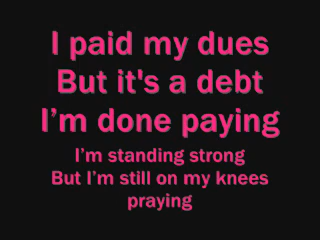 I paid my dues
But it's a debt
I’m done paying
I’m standing strong
But I’m still on my knees
praying